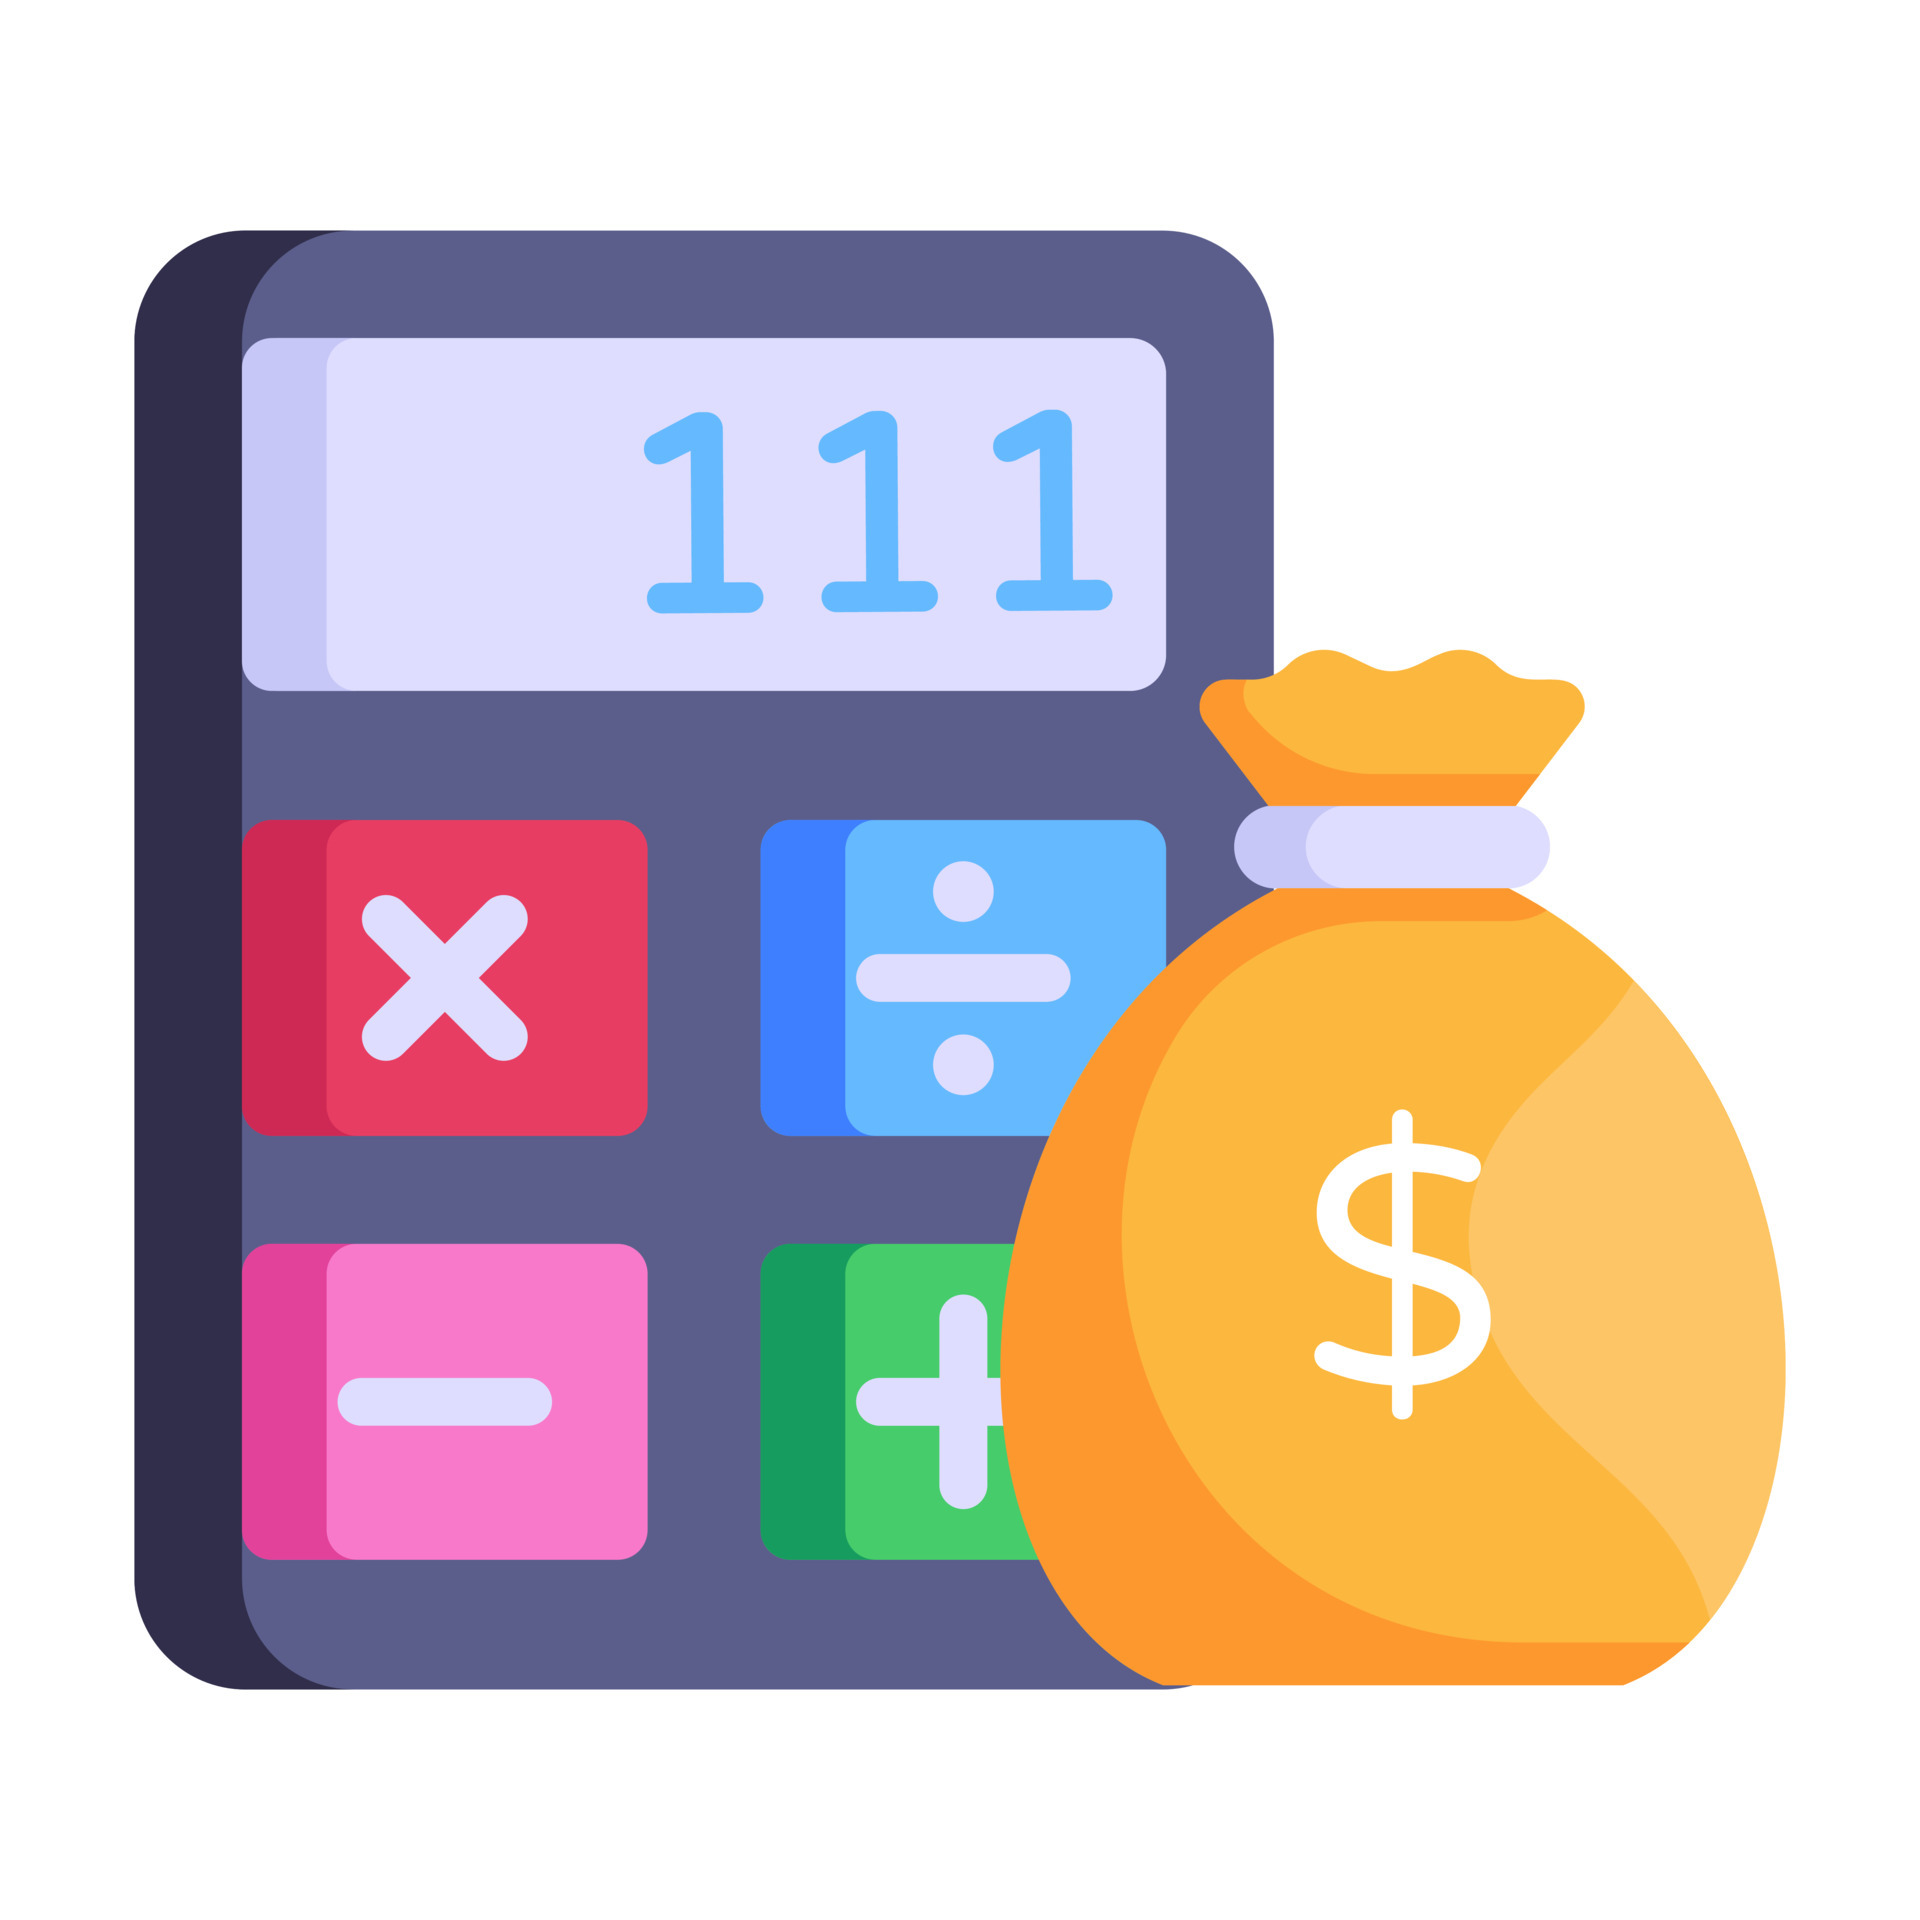 111
× ÷
− +
$